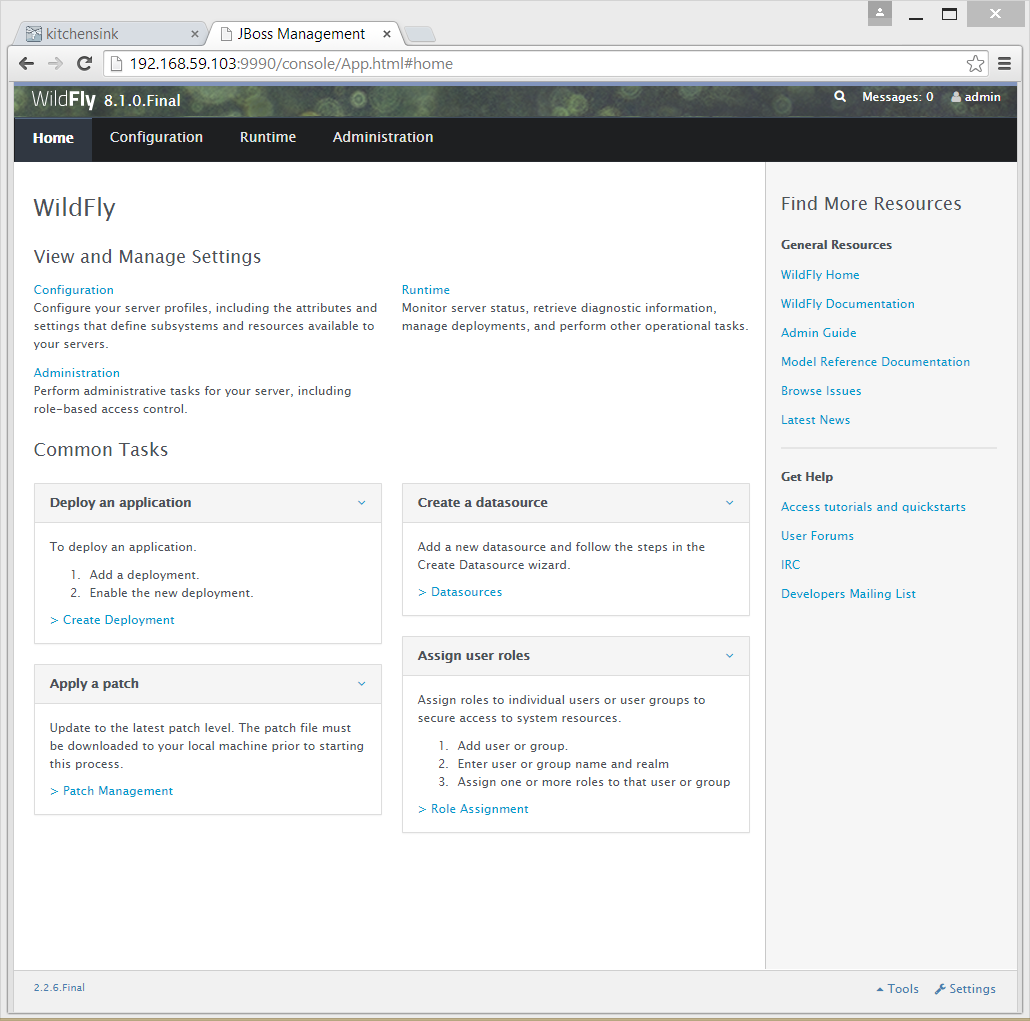 kitchensink
JBoss Management
192.168.59.103:9990/console/App.html#home
WildFly 8.1.0.Final
Messages: 0
admin
Home
Configuration
Runtime
Administration
WildFly
View and Manage Settings
Configuration
Configure your server profiles, including the attributes and
settings that define subsystems and resources available to
your servers.
Runtime
Monitor server status, retrieve diagnostic information,
manage deployments, and perform other operational tasks.
Administration
Perform administrative tasks for your server, including
role-based access control.
Common Tasks
Deploy an application
To deploy an application.
1. Add a deployment.
2. Enable the new deployment.
> Create Deployment
Apply a patch
Update to the latest patch level. The patch file must
be downloaded to your local machine prior to starting
this process.
> Patch Management
Create a datasource
Add a new datasource and follow the steps in the
Create Datasource wizard.
> Datasources
Assign user roles
Assign roles to individual users or user groups to
secure access to system resources.
1. Add user or group.
2. Enter user or group name and realm
3. Assign one or more roles to that user or group
> Role Assignment
Find More Resources
General Resources
WildFly Home
WildFly Documentation
Admin Guide
Model Reference Documentation
Browse Issues
Latest News
Get Help
Access tutorials and quickstarts
User Forums
IRC
Developers Mailing List
2.2.6.Final
Tools
Settings